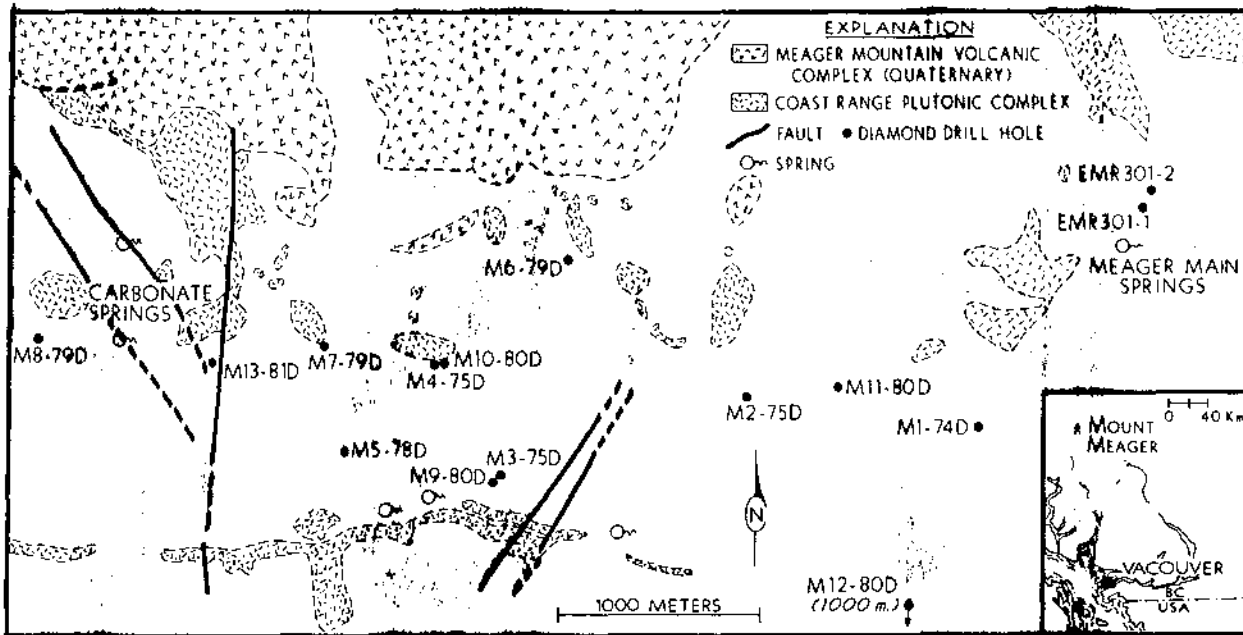 EXPLANATION
MEAGER MOUNTAIN VOLCANIC
COMPLEX (QUATERNARY)
COAST RANGE PLUTONIC COMPLEX
FAULT
DIAMOND DRILL HOLE
SPRING
EMR301-2
EMR301-1
MEAGER MAIN
SPRINGS
M6-79D
CARBONATE
SPRINGS
M8-79D
M13-81D
M7-79D
M10-80D
M4-75D
M11-80D
M2-75D
M1-74D
M5-78D
M3-75D
M9-80D
N
1000 METERS
M12-80D
(1000 m.)
0 40 Km
MOUNT
MEAGER
VACOUVER
BC
USA